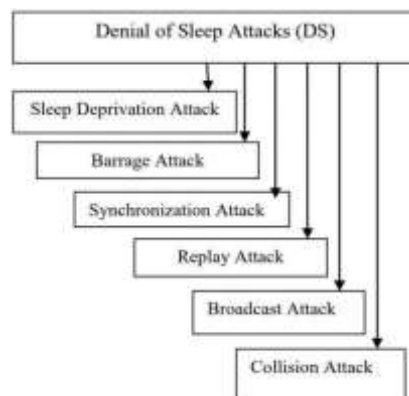 Denial of Sleep Attacks (DS)
Sleep Deprivation Attack
Barrage Attack
Synchronization Attack
Replay Attack
Broadcast Attack
Collision Attack